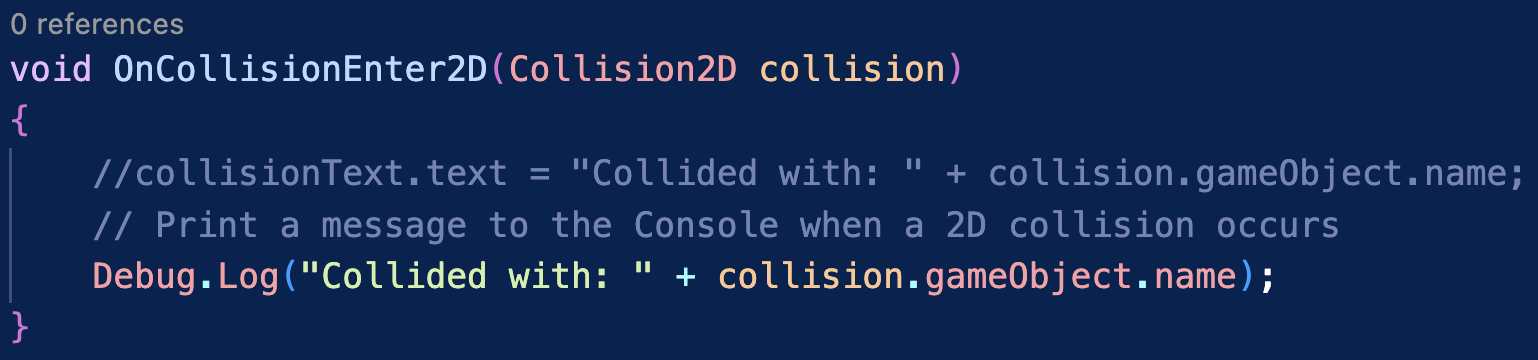 0 references
void OnCollisionEnter2D(Collision2D collision)
{
    //collisionText.text = "Collided with: " + collision.gameObject.name;
    // Print a message to the Console when a 2D collision occurs
    Debug.Log("Collided with: " + collision.gameObject.name);
}